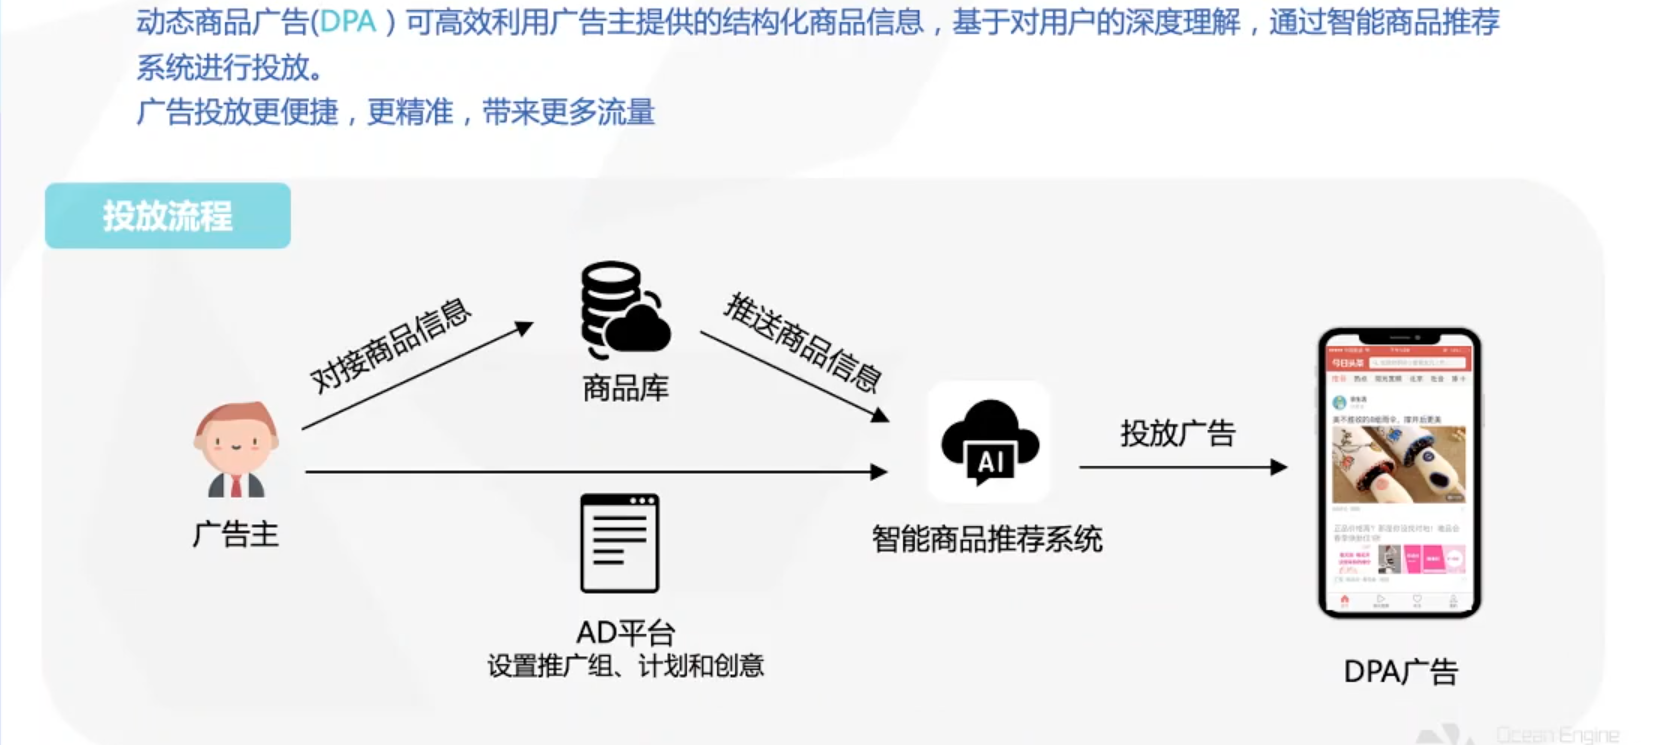 动态商品广告(DPA ) 可高效利用广告主提供的结构化商品信息，基于对用户的深度理解，通过智能商品推荐
系统进行投放。
广告投放更便捷，更精准，带来更多流量
投放流程
对接商品信息
商品库
推送商品信息
广告主
AD平台
设置推广组、计划和创意
AI
智能商品推荐系统
投放广告
今日头条
DPA广告
Ocean Engine